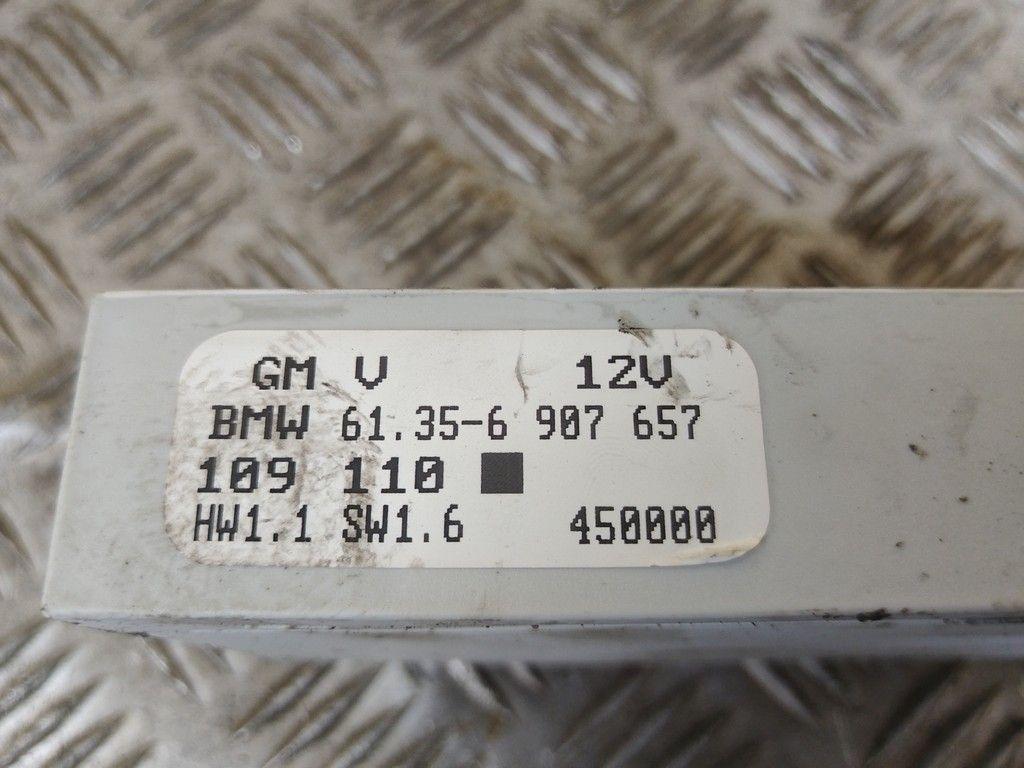 GM V 12V
BMW 61.35-6 907 657
109 110
HW1.1 SW1.6 450000